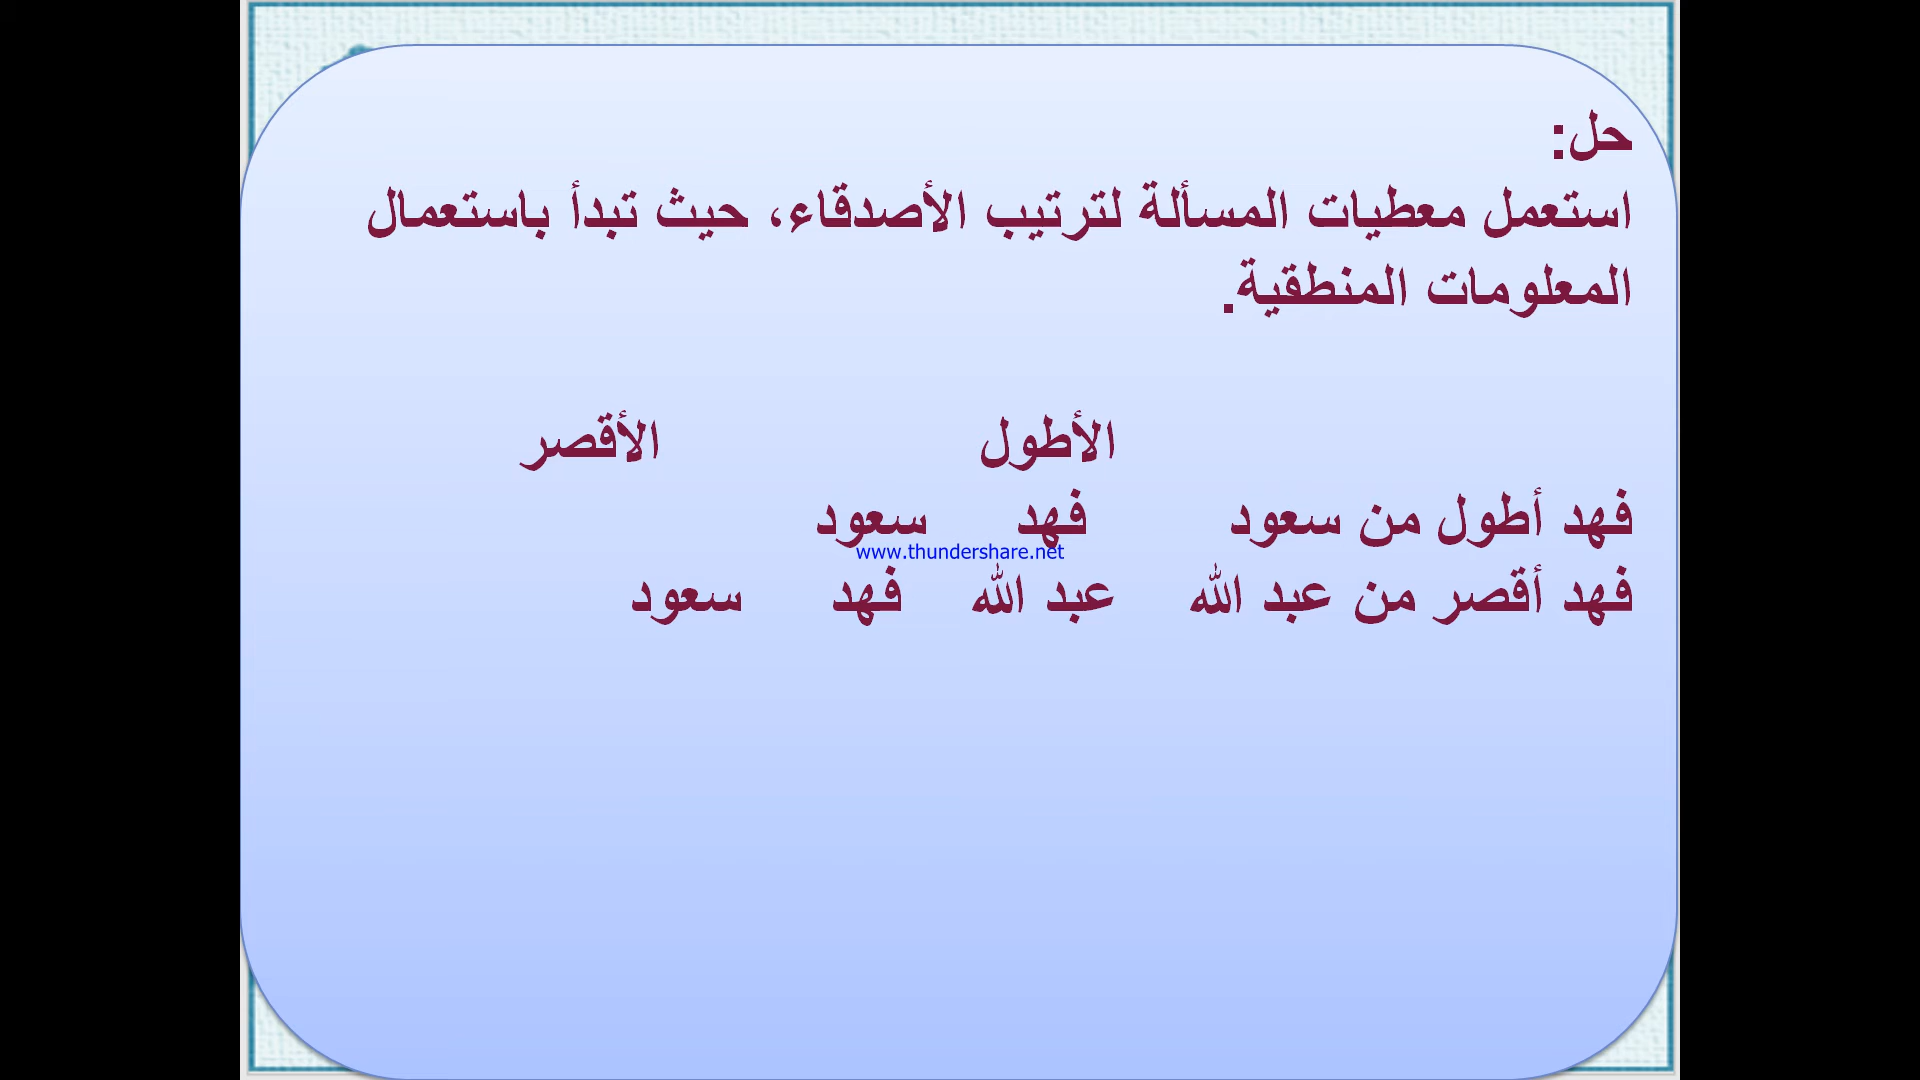 حل:
استعمل معطيات المسألة لترتيب الأصدقاء، حيث تبدأ باستعمال
المعلومات المنطقية.
الأطول الأقصر
فهد أطول من سعود فهد سعود
www.thundershare.net
فهد أقصر من عبد الله عبد الله فهد سعود